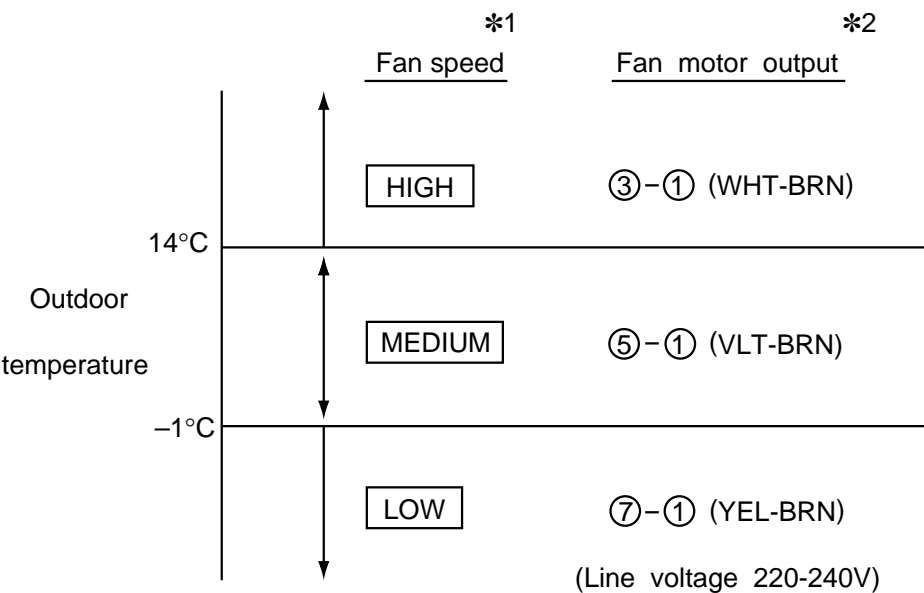 ✻1 ✻2
Fan speed Fan motor output
HIGH ③–① (WHT-BRN)
14°C
Outdoor
MEDIUM ⑤–① (VLT-BRN)
temperature
–1°C
LOW ⑦–① (YEL-BRN)
(Line voltage 220-240V)